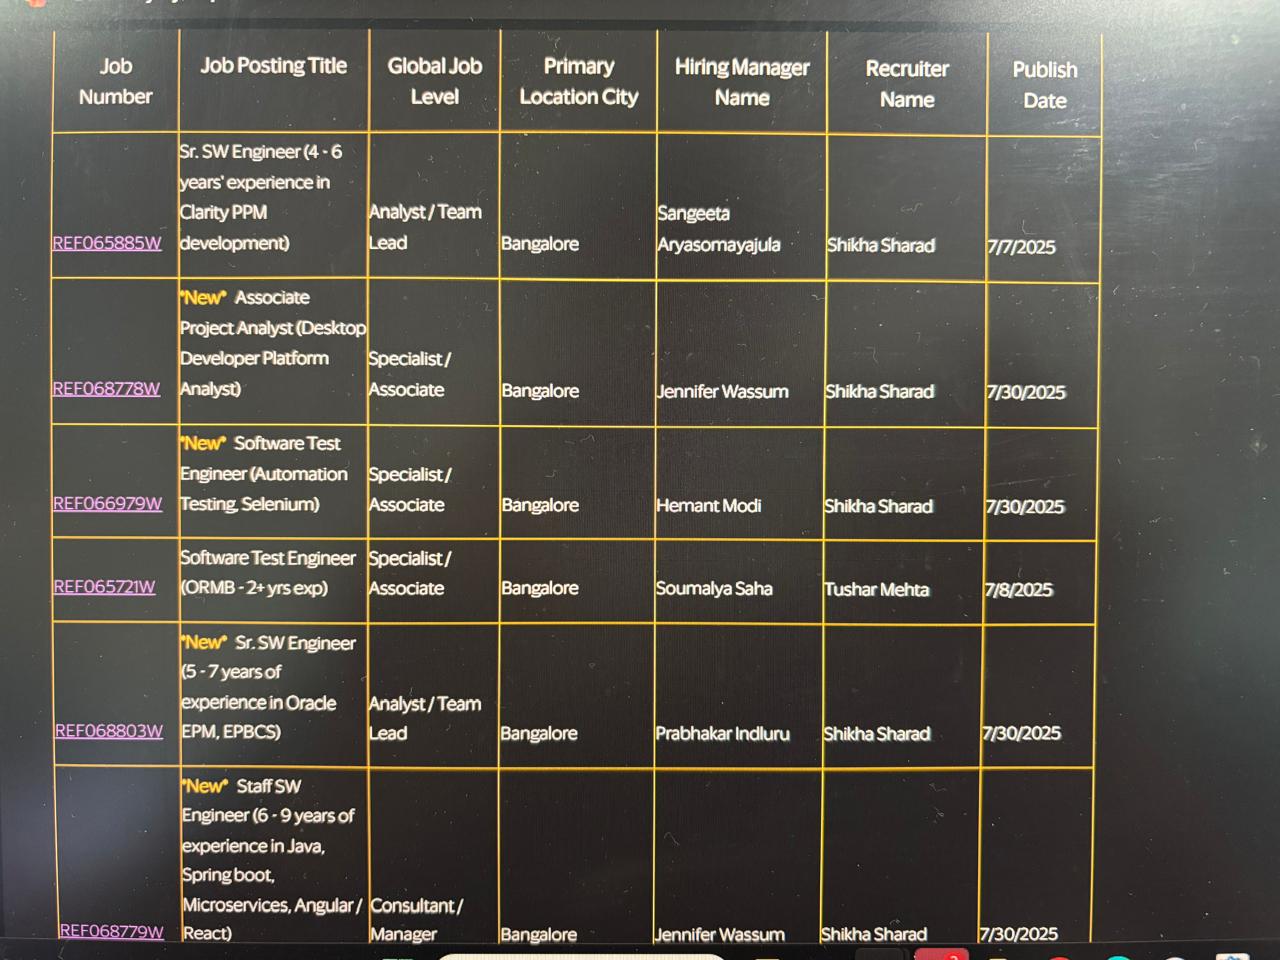 Job Number
Job Posting Title
Global Job Level
Primary Location City
Hiring Manager Name
Recruiter Name
Publish Date
REF065885W
Sr. SW Engineer (4 - 6
years' experience in
Clarity PPM
development)
Analyst / Team
Lead
Bangalore
Sangeeta
Aryasomayajula
Shikha Sharad
7/7/2025
REF068778W
*New* Associate
Project Analyst (Desktop
Developer Platform
Analyst)
Specialist /
Associate
Bangalore
Jennifer Wassum
Shikha Sharad
7/30/2025
REF066979W
*New* Software Test
Engineer (Automation
Testing, Selenium)
Specialist /
Associate
Bangalore
Hemant Modi
Shikha Sharad
7/30/2025
REF065721W
Software Test Engineer
(ORMB - 2+ yrs exp)
Specialist /
Associate
Bangalore
Soumalya Saha
Tushar Mehta
7/8/2025
REF068803W
*New* Sr. SW Engineer
(5 - 7 years of
experience in Oracle
EPM, EPBCS)
Analyst / Team
Lead
Bangalore
Prabhakar Indluru
Shikha Sharad
7/30/2025
REF068779W
*New* Staff SW
Engineer (6 - 9 years of
experience in Java,
Spring boot,
Microservices, Angular /
React)
Consultant /
Manager
Bangalore
Jennifer Wassum
Shikha Sharad
7/30/2025